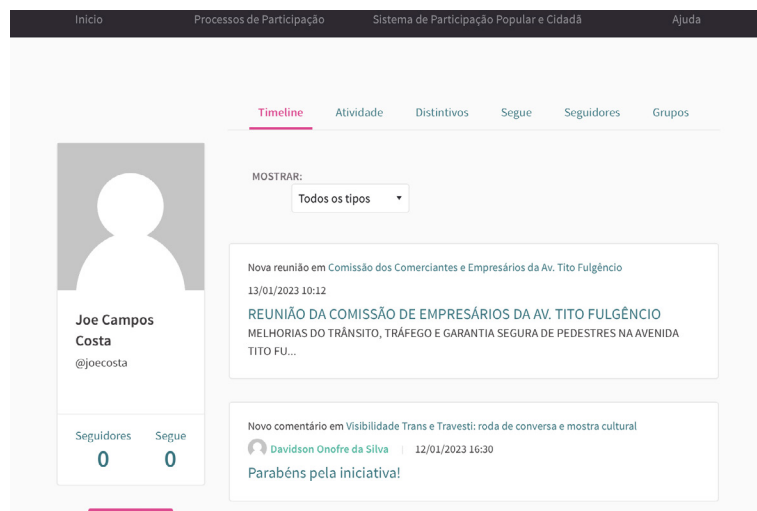 Início Processos de Participação Sistema de Participação Popular e Cidadã Ajuda
Timeline Atividade Distintivos Segue Seguidores Grupos
MOSTRAR:
Todos os tipos
Joe Campos
Costa
@joecosta
Seguidores Segue
0 0
Nova reunião em Comissão dos Comerciantes e Empresários da Av. Tito Fulgêncio
13/01/2023 10:12
REUNIÃO DA COMISSÃO DE EMPRESÁRIOS DA AV. TITO FULGÊNCIO
MELHORIAS DO TRÂNSITO, TRÁFEGO E GARANTIA SEGURA DE PEDESTRES NA AVENIDA
TITO FU...
Novo comentário em Visibilidade Trans e Travesti: roda de conversa e mostra cultural
Davidson Onofre da Silva 12/01/2023 16:30
Parabéns pela iniciativa!